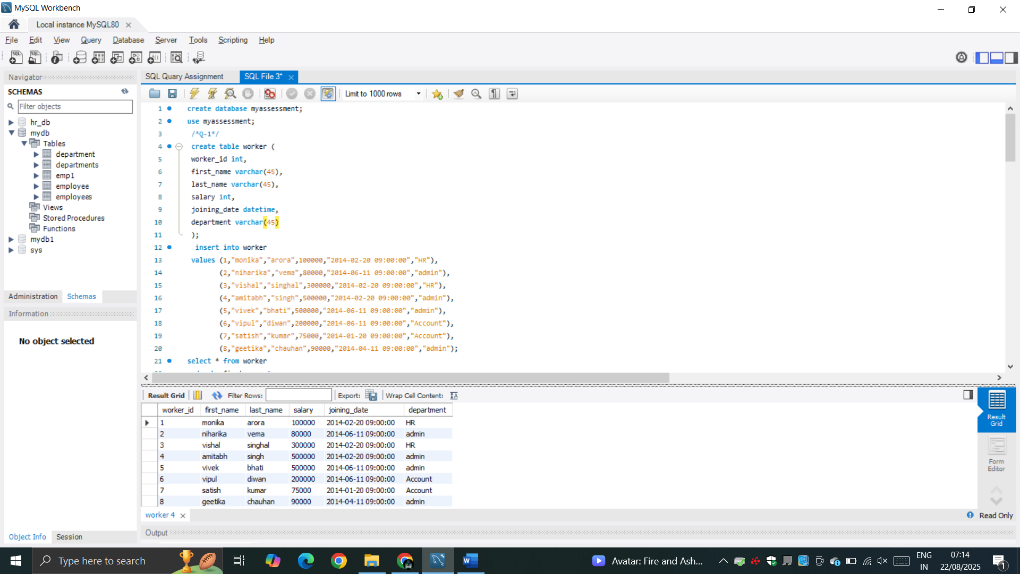 MySQL Workbench
Local instance MySQL80 ×
File Edit View Query Database Server Tools Scripting Help
Navigator
SCHEMAS
Filter objects
hr_db
mydb
Tables
department
departments
emp1
employee
employees
Views
Stored Procedures
Functions
mydb1
sys
Administration Schemas
Information
No object selected
Object Info Session
SQL Query Assignment SQL File 3* ×
Limit to 1000 rows
1 create database myassessment;
2 use myassessment;
3 /*Q-1*/
4 create table worker (
5 worker_id int,
6 first_name varchar(45),
7 last_name varchar(45),
8 salary int,
9 joining_date datetime,
10 department varchar(45)
11 );
12 insert into worker
13 values (1,"monika","arora",100000,"2014-02-20 09:00:00","HR"),
14 (2,"niharika","vema",80000,"2014-06-11 09:00:00","admin"),
15 (3,"vishal","singhal",300000,"2014-02-20 09:00:00","HR"),
16 (4,"amitabh","singh",500000,"2014-02-20 09:00:00","admin"),
17 (5,"vivek","bhati",500000,"2014-06-11 09:00:00","admin"),
18 (6,"vipul","diwan",200000,"2014-06-11 09:00:00","Account"),
19 (7,"satish","kumar",75000,"2014-01-20 09:00:00","Account"),
20 (8,"geetika","chauhan",90000,"2014-04-11 09:00:00","admin");
21 select * from worker
Result Grid Filter Rows: Export: Wrap Cell Content:
worker_id first_name last_name salary joining_date department
1 monika arora 100000 2014-02-20 09:00:00 HR
2 niharika vema 80000 2014-06-11 09:00:00 admin
3 vishal singhal 300000 2014-02-20 09:00:00 HR
4 amitabh singh 500000 2014-02-20 09:00:00 admin
5 vivek bhati 500000 2014-06-11 09:00:00 admin
6 vipul diwan 200000 2014-06-11 09:00:00 Account
7 satish kumar 75000 2014-01-20 09:00:00 Account
8 geetika chauhan 90000 2014-04-11 09:00:00 admin
Result
Grid
Form
Editor
worker 4 × Read Only
Output
Type here to search
Avatar: Fire and Ash...
ENG
IN
07:14
22/08/2025
1